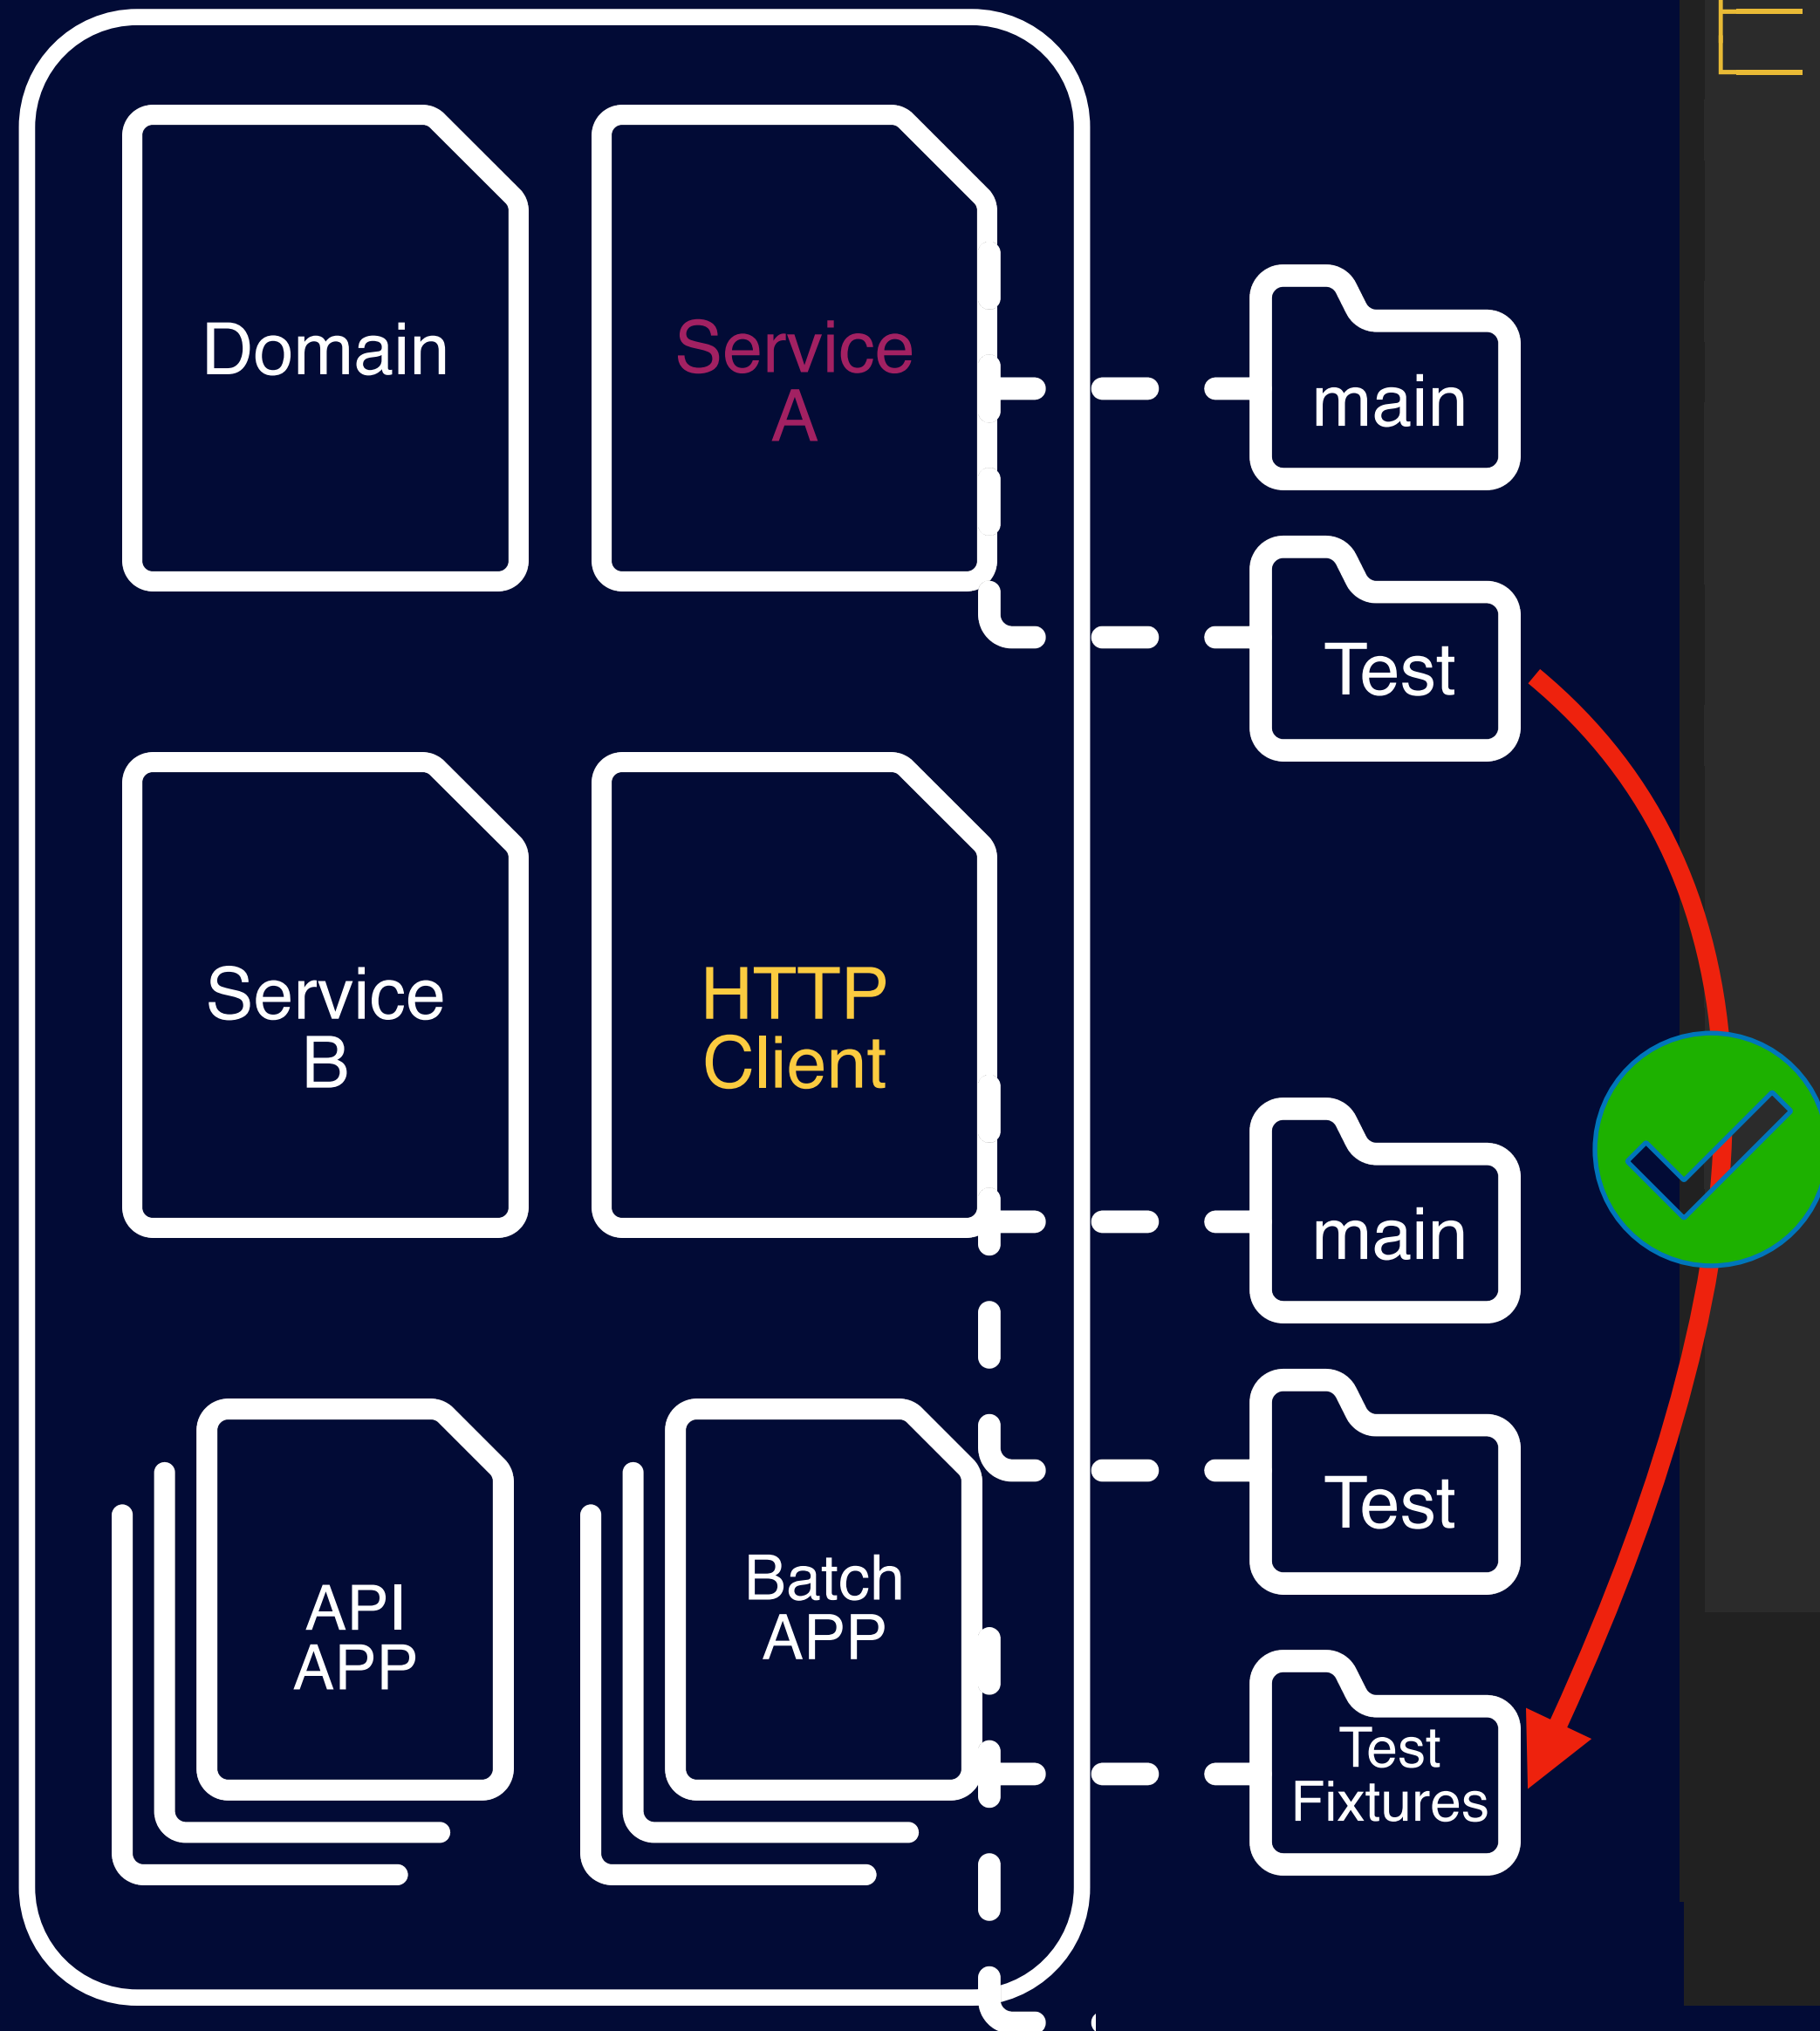 Domain
Service
A
main
Test
Service
B
HTTP
Client
main
Test
API
APP
Batch
APP
Test
Fixtures